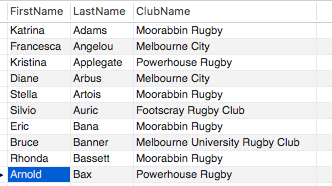 FirstName LastName ClubName
Katrina Adams Moorabbin Rugby
Francesca Angelou Melbourne City
Kristina Applegate Powerhouse Rugby
Diane Arbus Melbourne City
Stella Artois Moorabbin Rugby
Silvio Auric Footscray Rugby Club
Eric Bana Moorabbin Rugby
Bruce Banner Melbourne University Rugby Club
Rhonda Bassett Moorabbin Rugby
Arnold Bax Powerhouse Rugby